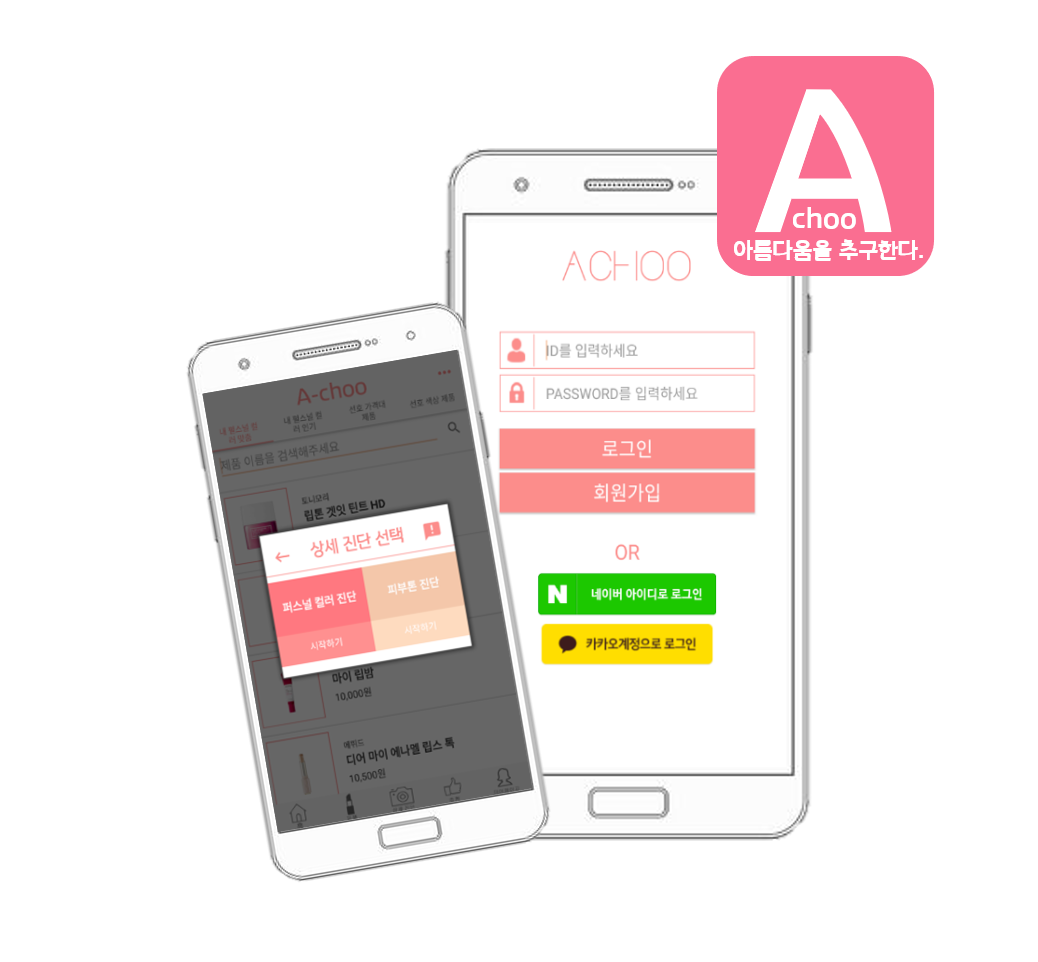 A
choo
아름다움을 추구한다.
ACHOO
ID를 입력하세요
PASSWORD를 입력하세요
로그인
회원가입
OR
N 네이버 아이디로 로그인
카카오계정으로 로그인
A-choo
내 퍼스널 컬
러 맞춤
내 퍼스널 컬
러 인기
선호 가격대
제품
선호 색상 제품
제품 이름을 검색해주세요
토니모리
립톤 겟잇 틴트 HD
상세 진단 선택
퍼스널 컬러 진단
시작하기
피부톤 진단
시작하기
마이 립밤
10,000원
에뛰드
디어 마이 에나멜 립스 톡
10,500원
홈